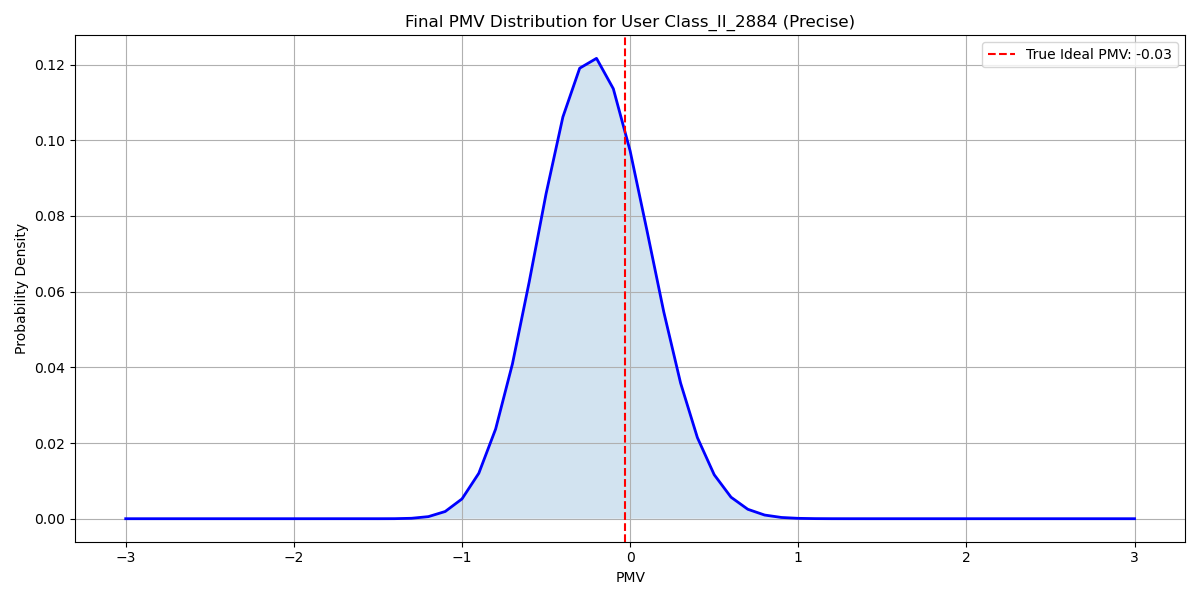 Final PMV Distribution for User Class_II_2884 (Precise)
True Ideal PMV: -0.03
Probability Density
0.12
0.10
0.08
0.06
0.04
0.02
0.00
−3 −2 −1 0 1 2 3
PMV